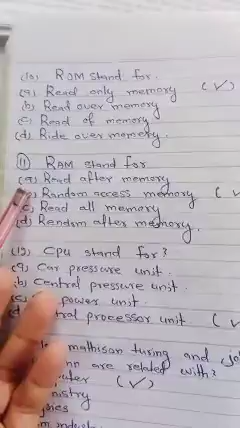 (10) ROM stand for.
(a) Read only memory (✓)
(b) Read over memory
(c) Read of memory
(d) Ride over memory.
(11) RAM stand for
(a) Read after memory
(b) Random access memory (✓
(c) Read all memory
(d) Rendom after memory.
(12) CPU stand for?
(a) Car pressure unit.
(b) Central pressure unit.
(c) power unit.
processor unit (✓
mathison turing and
are related with?
(✓)